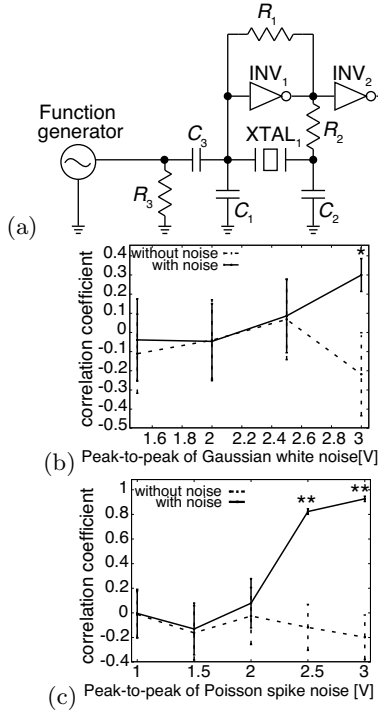 R1
INV1
INV2
Function
generator
C3
XTAL1
R2
R3
C1
C2
(a)
correlation coefficient
0.4
0.3
0.2
0.1
0
-0.1
-0.2
-0.3
-0.4
-0.5
without noise
with noise
*
1.6 1.8 2 2.2 2.4 2.6 2.8 3
(b) Peak-to-peak of Gaussian white noise[V]
correlation coefficient
1
0.8
0.6
0.4
0.2
0
-0.2
-0.4
without noise
with noise
**
**
1 1.5 2 2.5 3
(c) Peak-to-peak of Poisson spike noise [V]